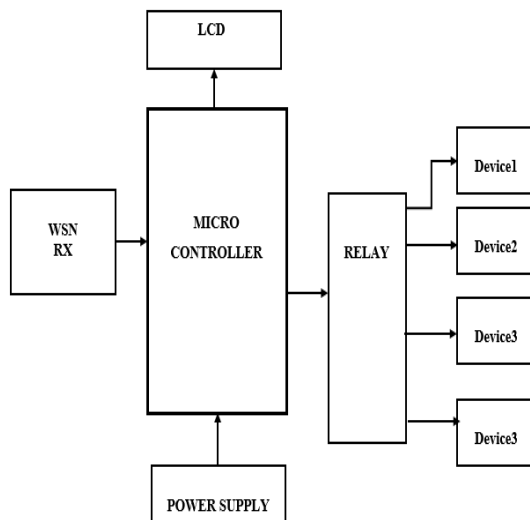 LCD
WSN
RX
MICRO
CONTROLLER
RELAY
Device1
Device2
Device3
Device3
POWER SUPPLY